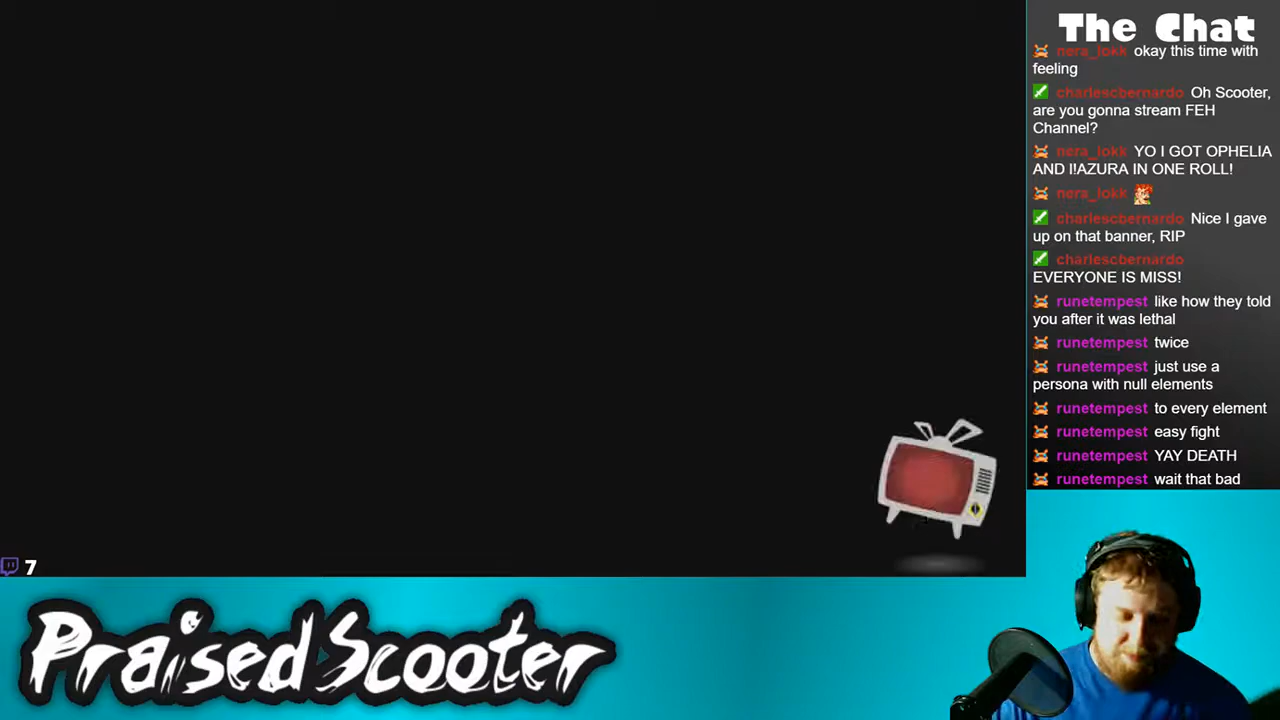 The Chat
nera_lokk okay this time with
feeling
charlescbernardo Oh Scooter,
are you gonna stream FEH
Channel?
nera_lokk YO I GOT OPHELIA
AND I!AZURA IN ONE ROLL!
nera_lokk
charlescbernardo Nice I gave
up on that banner, RIP
charlescbernardo
EVERYONE IS MISS!
runetempest like how they told
you after it was lethal
runetempest twice
runetempest just use a
persona with null elements
runetempest to every element
runetempest easy fight
runetempest YAY DEATH
runetempest wait that bad
7
PraisedScooter